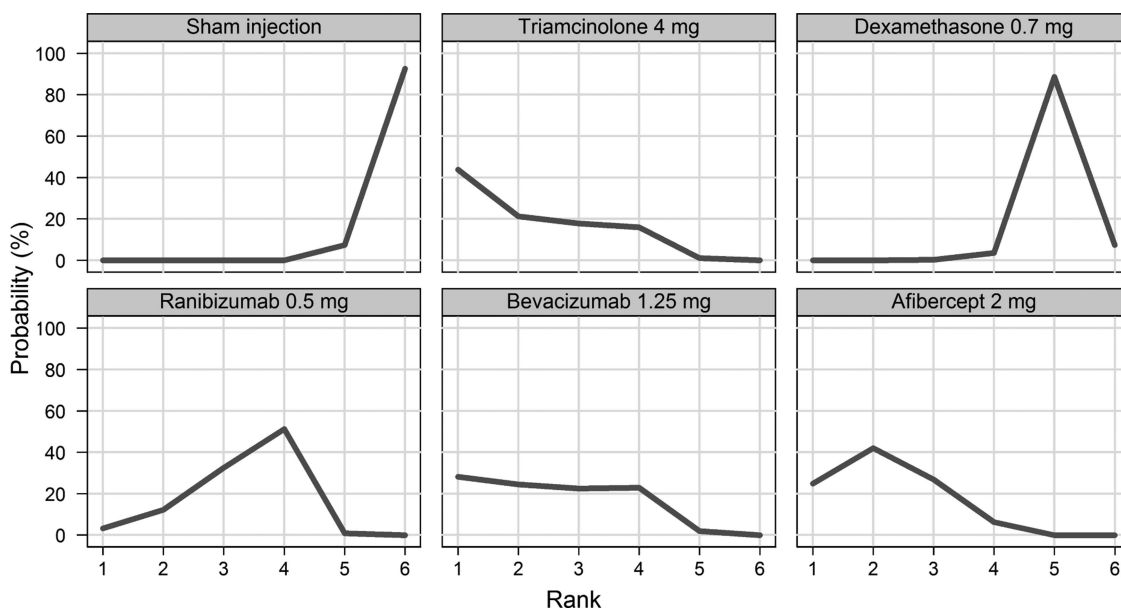 Sham injection
Triamcinolone 4 mg
Dexamethasone 0.7 mg
100
80
60
40
20
0
Ranibizumab 0.5 mg
Bevacizumab 1.25 mg
Afibercept 2 mg
100
80
60
40
20
0
Probability (%)
1 2 3 4 5 6
1 2 3 4 5 6
1 2 3 4 5 6
Rank